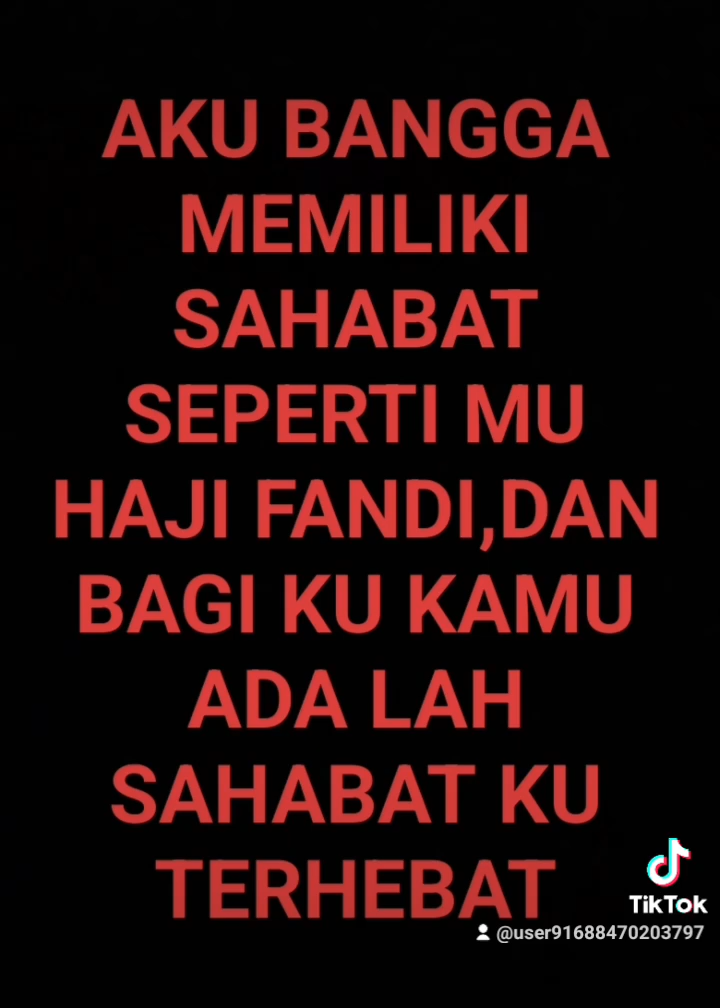 AKU BANGGA
MEMILIKI
SAHABAT
SEPERTI MU
HAJI FANDI,DAN
BAGI KU KAMU
ADA LAH
SAHABAT KU
TERHEBAT
TikTok
@user91688470203797